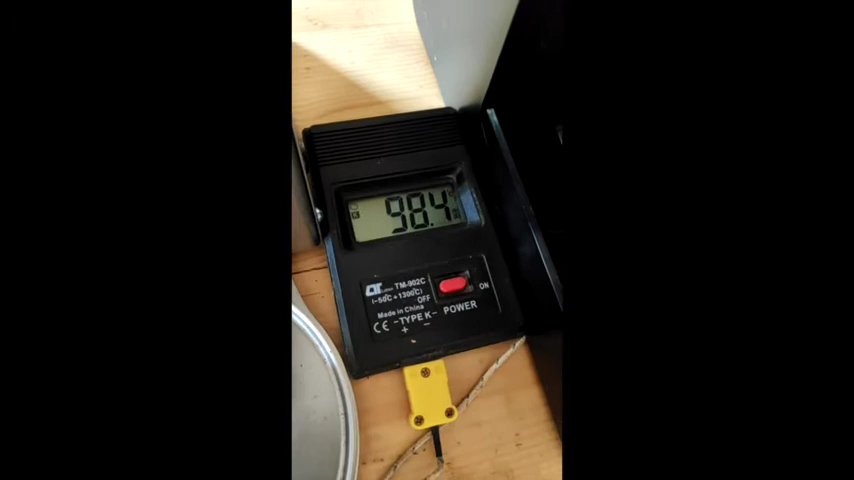 98.4
TM-902C
(-50°C + 1300°C)
OFF
ON
Made in China
CE -TYPE K-
POWER
+ -